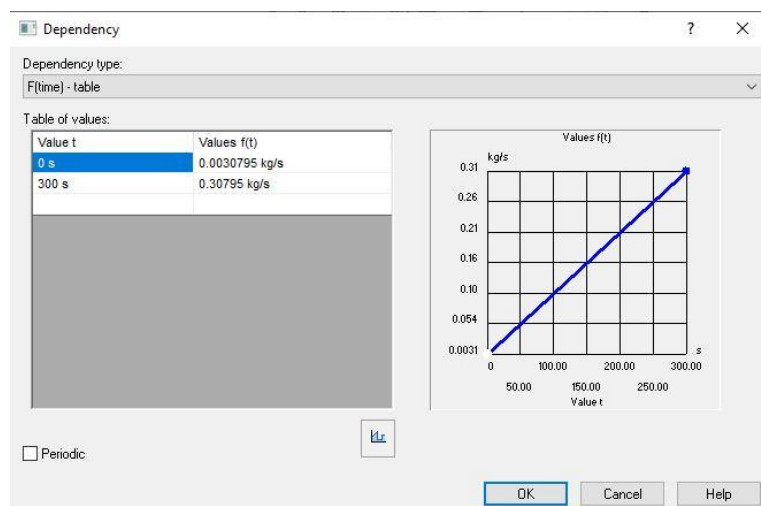 Dependency ? ×
Dependency type:
F(time) - table
Table of values:
Value t Values f(t)
0 s 0.0030795 kg/s
300 s 0.30795 kg/s
Values f(t)
kg/s
0.31
0.26
0.21
0.16
0.10
0.054
0.0031
s
0 100.00 200.00 300.00
50.00 150.00 250.00
Value t
Periodic
OK Cancel Help